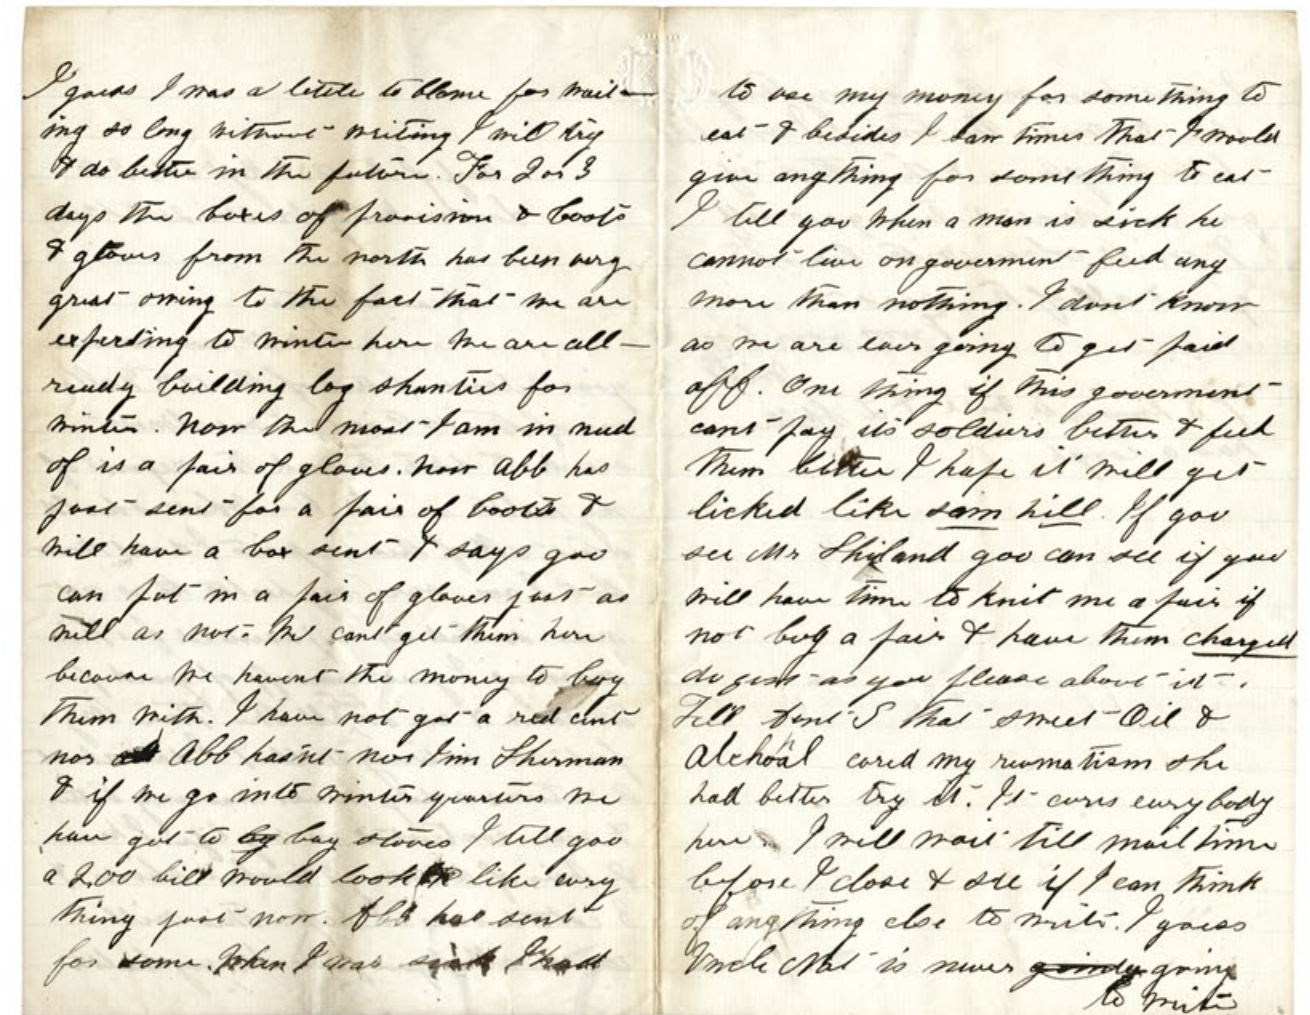 I guess I was a little to blame for wait-
ing so long without writing I will try
& do better in the future. For 2 or 3
days the boxes of provision & boots
& gloves from the north has been very
great owing to the fact that we are
experting to winter here We are all-
ready building log shanties for
winter. Now the most I am in need
of is a pair of gloves. Now Abb has
just sent for a pair of boots &
will have a box sent & says you
can put in a pair of gloves just as
well as not. We cant get them here
because we havent the money to buy
them with. I have not got a red cent
nor Abb hasnt nor Jim Sherman
& if we go into winter quarters we
have got to by buy stoves I tell you
a 2.00 bill would look like every
thing just now. Abb has sent
for some. When I was sick I had
to use my money for something to
eat & besides I saw times that I would
give anything for something to eat
I tell you when a man is sick he
cannot live on goverment feed any
more than nothing. I dont know
as we are ever going to get paid
off. One thing if this goverment
cant pay its soldiers better & feed
them better I hope it will get
licked like sam hill. If you
see Mr Shiland you can see if you
will have time to knit me a pair if
not buy a pair & have them charged
do just as you please about it.
Tell Aunt S that sweet Oil &
Alchoal n cured my reumatism she
had better try it. It cures everybody
here. I will wait till mail time
before I close & see if I can think
of anything else to write. I guess
Uncle Nat is never going
to write